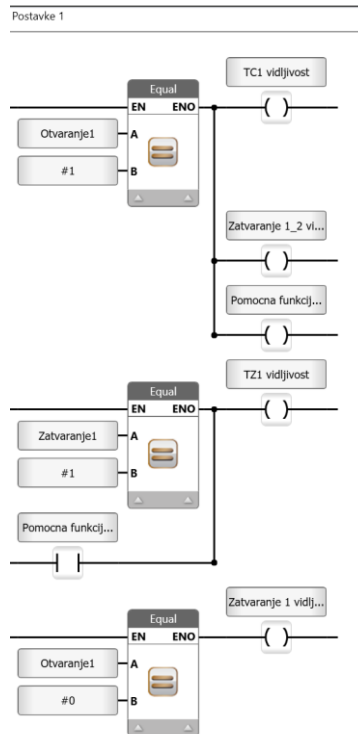 Postavke 1
TC1 vidljivost
Equal
EN ENO
Otvaranje1
A
#1
B
Zatvaranje 1_2 vi...
Pomocna funkcij...
TZ1 vidljivost
Equal
EN ENO
Zatvaranje1
A
#1
B
Pomocna funkcij...
Zatvaranje 1 vidlj...
Equal
EN ENO
Otvaranje1
A
#0
B